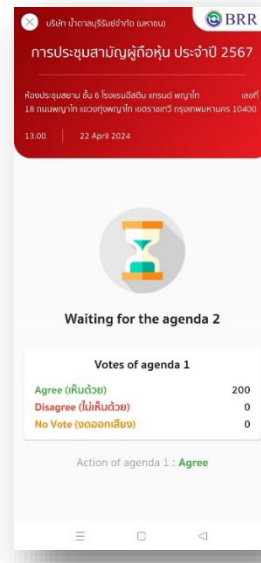 บริษัท น้ำตาลบุรีรัมย์จำกัด (มหาชน)
BRR
การประชุมสามัญผู้ถือหุ้น ประจำปี 2567
ห้องประชุมสยาม ชั้น 6 โรงแรมอีสติน แกรนด์ พญาไท เลขที่
18 ถนนพญาไท แขวงทุ่งพญาไท เขตราชเทวี กรุงเทพมหานคร 10400
13.00 | 22 April 2024
Waiting for the agenda 2
Votes of agenda 1
Agree (เห็นด้วย) 200
Disagree (ไม่เห็นด้วย) 0
No Vote (งดออกเสียง) 0
Action of agenda 1 : Agree